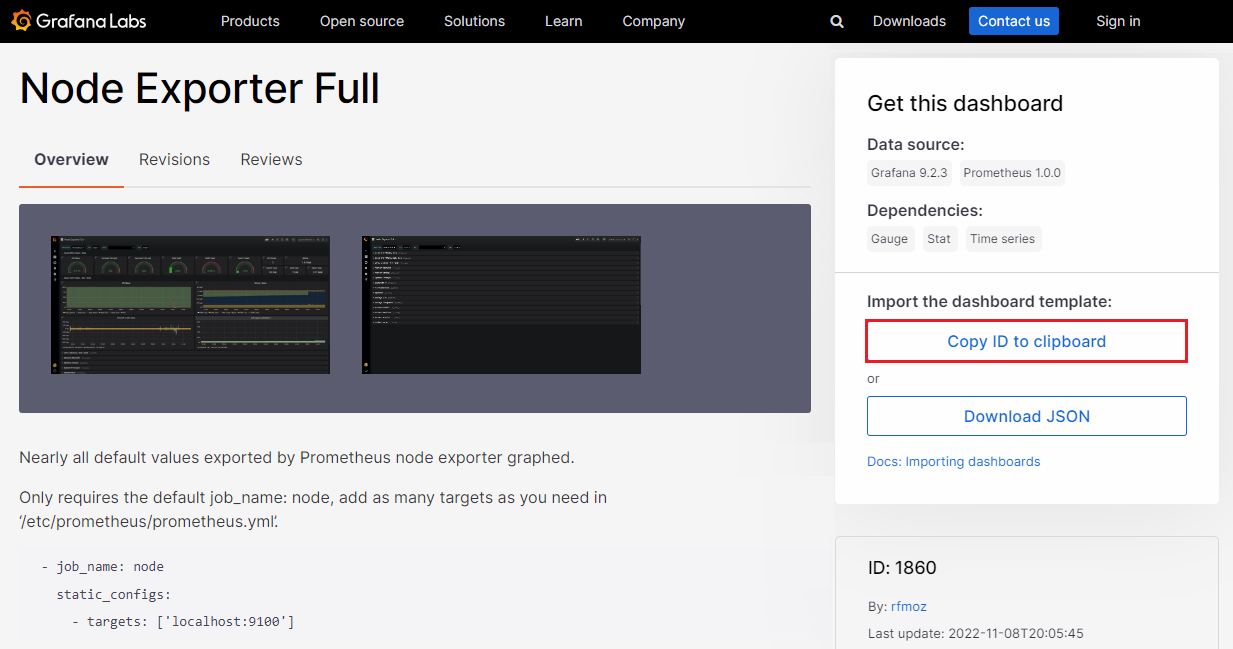 Grafana Labs Products Open source Solutions Learn Company Downloads Contact us Sign in
Node Exporter Full
Overview Revisions Reviews
Nearly all default values exported by Prometheus node exporter graphed.
Only requires the default job_name: node, add as many targets as you need in
‘/etc/prometheus/prometheus.yml‘.
- job_name: node
static_configs:
- targets: ['localhost:9100']
Get this dashboard
Data source:
Grafana 9.2.3 Prometheus 1.0.0
Dependencies:
Gauge Stat Time series
Import the dashboard template:
Copy ID to clipboard
or
Download JSON
Docs: Importing dashboards
ID: 1860
By: rfmoz
Last update: 2022-11-08T20:05:45